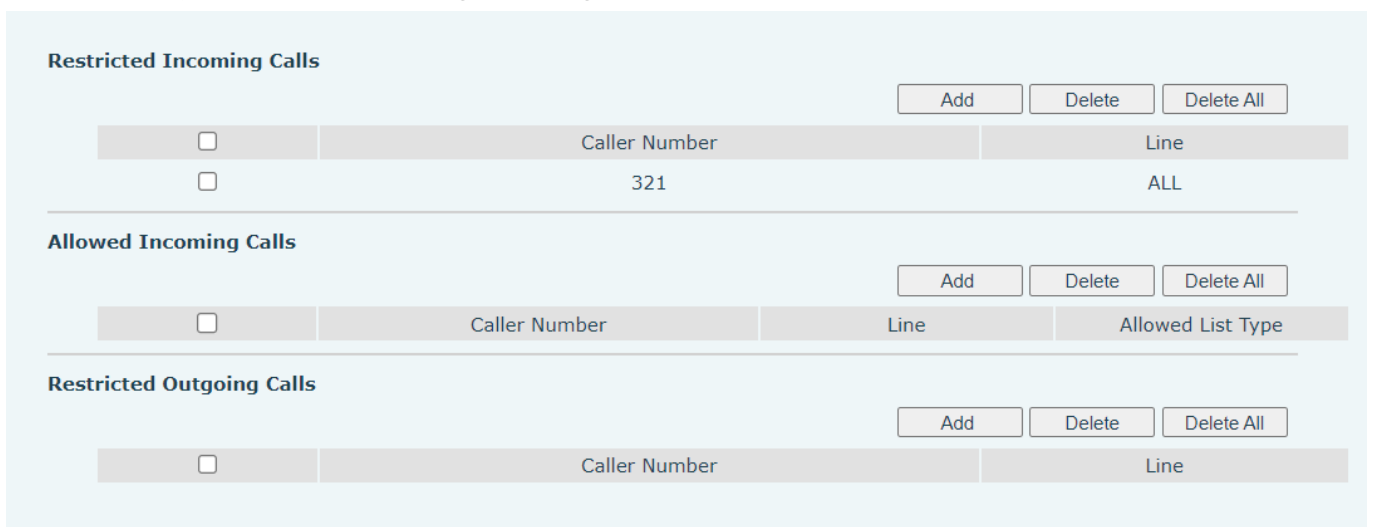 Restricted Incoming Calls
Add Delete Delete All
Caller Number Line
321 ALL
Allowed Incoming Calls
Add Delete Delete All
Caller Number Line Allowed List Type
Restricted Outgoing Calls
Add Delete Delete All
Caller Number Line